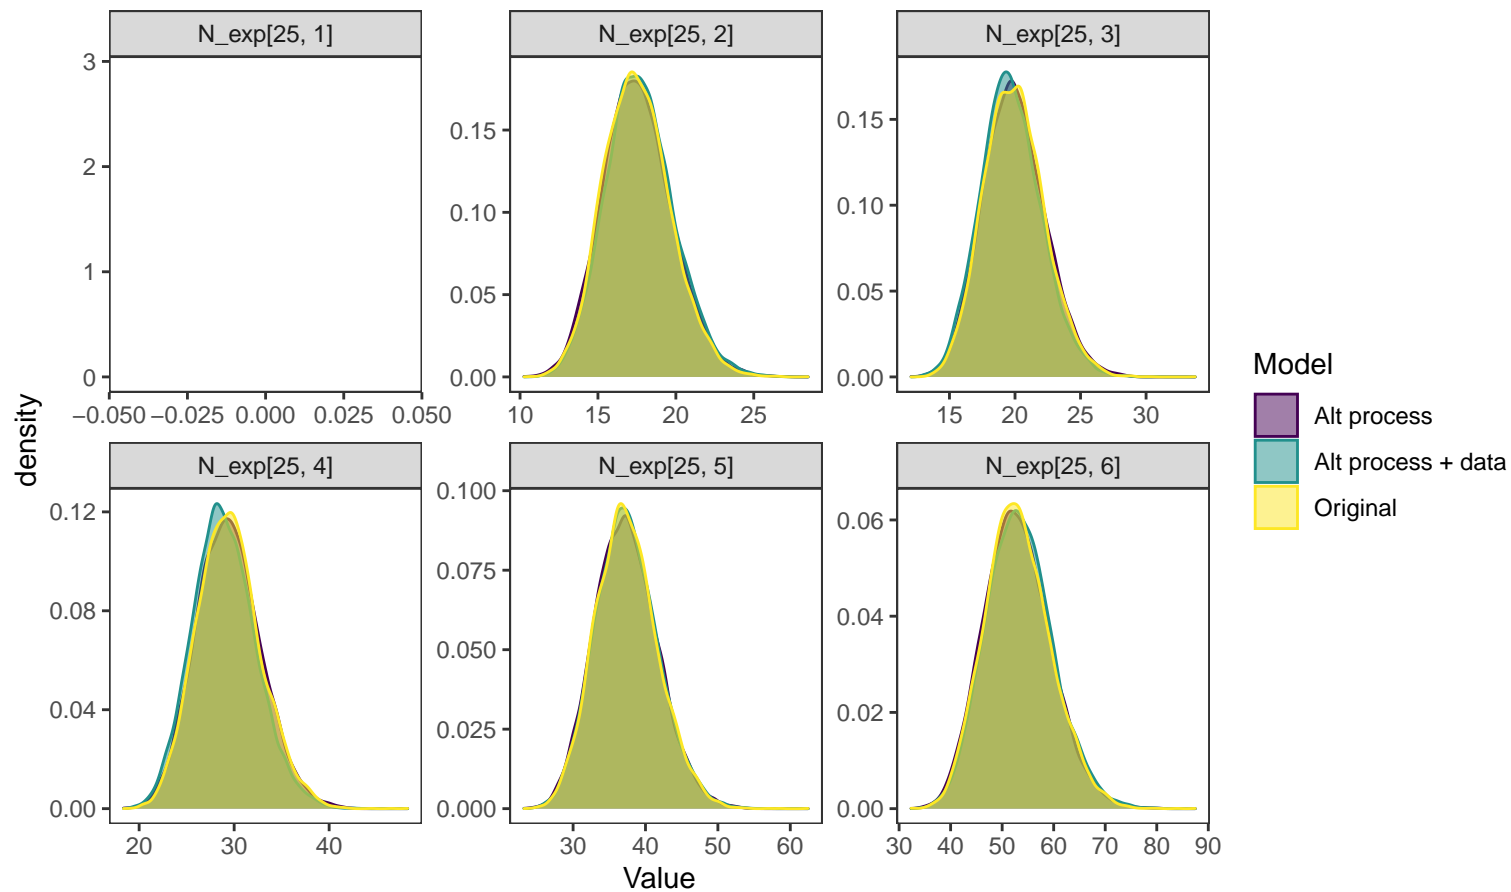 N_exp[25, 1]
N_exp[25, 2]
N_exp[25, 3]
3
2
1
0
−0.050 −0.025 0.000 0.025 0.050
0.15
0.10
0.05
0.00
10 15 20 25
0.15
0.10
0.05
0.00
15 20 25 30
N_exp[25, 4]
N_exp[25, 5]
N_exp[25, 6]
0.12
0.08
0.04
0.00
20 30 40
0.100
0.075
0.050
0.025
0.000
30 40 50 60
0.06
0.04
0.02
0.00
30 40 50 60 70 80 90
density
Value
Model
Alt process
Alt process + data
Original